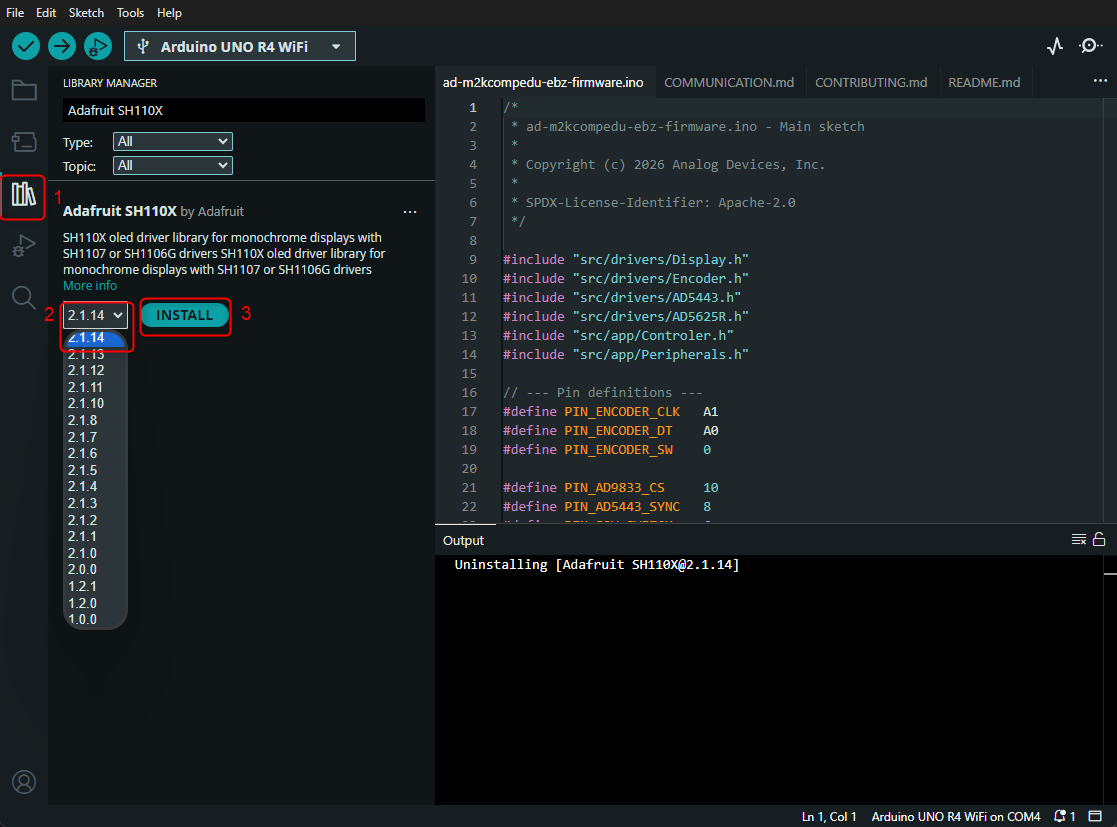 File Edit Sketch Tools Help
Arduino UNO R4 WiFi
LIBRARY MANAGER
Adafruit SH110X
Type: All
Topic: All
1
Adafruit SH110X by Adafruit
SH110X oled driver library for monochrome displays with
SH1107 or SH1106G drivers SH110X oled driver library for
monochrome displays with SH1107 or SH1106G drivers
More info
2 2.1.14 INSTALL 3
2.1.14
2.1.13
2.1.12
2.1.11
2.1.10
2.1.8
2.1.7
2.1.6
2.1.5
2.1.4
2.1.3
2.1.2
2.1.1
2.1.0
2.0.0
1.2.1
1.2.0
1.0.0
ad-m2kcompedu-ebz-firmware.ino COMMUNICATION.md CONTRIBUTING.md README.md
1 /*
2 * ad-m2kcompedu-ebz-firmware.ino - Main sketch
3 *
4 * Copyright (c) 2026 Analog Devices, Inc.
5 *
6 * SPDX-License-Identifier: Apache-2.0
7 */
8
9 #include "src/drivers/Display.h"
10 #include "src/drivers/Encoder.h"
11 #include "src/drivers/AD5443.h"
12 #include "src/drivers/AD5625R.h"
13 #include "src/app/Controler.h"
14 #include "src/app/Peripherals.h"
15
16 // --- Pin definitions ---
17 #define PIN_ENCODER_CLK A1
18 #define PIN_ENCODER_DT A0
19 #define PIN_ENCODER_SW 0
20
21 #define PIN_AD9833_CS 10
22 #define PIN_AD5443_SYNC 8
Output
Uninstalling [Adafruit SH110X@2.1.14]
Ln 1, Col 1 Arduino UNO R4 WiFi on COM4 1